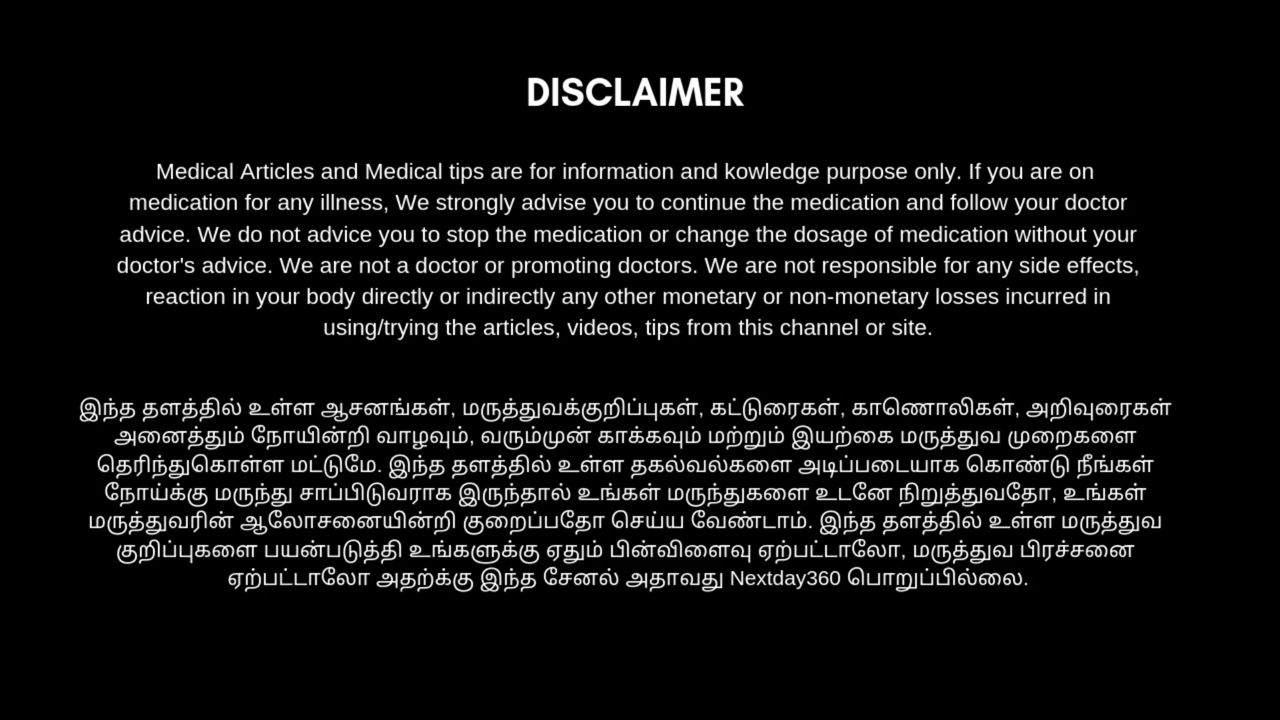 DISCLAIMER
Medical Articles and Medical tips are for information and kowledge purpose only. If you are on
medication for any illness, We strongly advise you to continue the medication and follow your doctor
advice. We do not advice you to stop the medication or change the dosage of medication without your
doctor's advice. We are not a doctor or promoting doctors. We are not responsible for any side effects,
reaction in your body directly or indirectly any other monetary or non-monetary losses incurred in
using/trying the articles, videos, tips from this channel or site.
இந்த தளத்தில் உள்ள ஆசனங்கள், மருத்துவக்குறிப்புகள், கட்டுரைகள், காணொலிகள், அறிவுரைகள்
அனைத்தும் நோயின்றி வாழவும், வரும்முன் காக்கவும் மற்றும் இயற்கை மருத்துவ முறைகளை
தெரிந்துகொள்ள மட்டுமே. இந்த தளத்தில் உள்ள தகல்வல்களை அடிப்படையாக கொண்டு நீங்கள்
நோய்க்கு மருந்து சாப்பிடுவராக இருந்தால் உங்கள் மருந்துகளை உடனே நிறுத்துவதோ, உங்கள்
மருத்துவரின் ஆலோசனையின்றி குறைப்பதோ செய்ய வேண்டாம். இந்த தளத்தில் உள்ள மருத்துவ
குறிப்புகளை பயன்படுத்தி உங்களுக்கு ஏதும் பின்விளைவு ஏற்பட்டாலோ, மருத்துவ பிரச்சனை
ஏற்பட்டாலோ அதற்க்கு இந்த சேனல் அதாவது Nextday360 பொறுப்பில்லை.